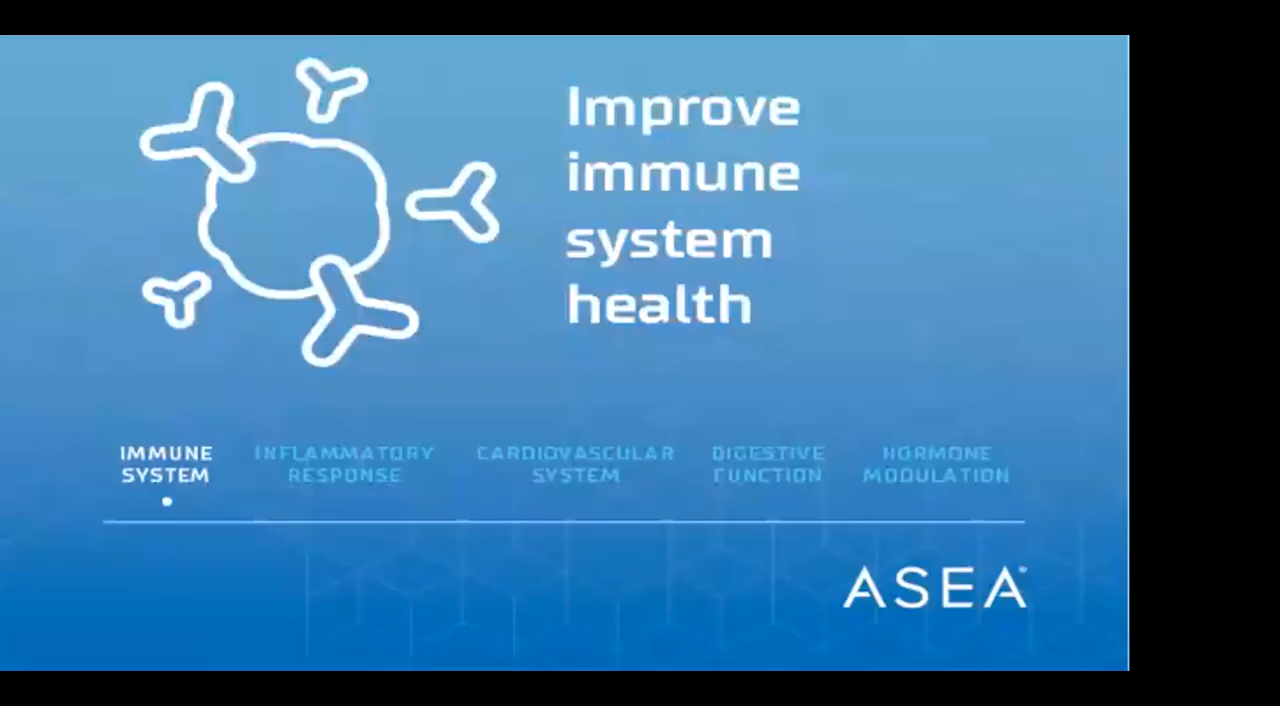 Improve
immune
system
health
IMMUNE
SYSTEM
INFLAMMATORY
RESPONSE
CARDIOVASCULAR
SYSTEM
DIGESTIVE
FUNCTION
HORMONE
MODULATION
ASEA®